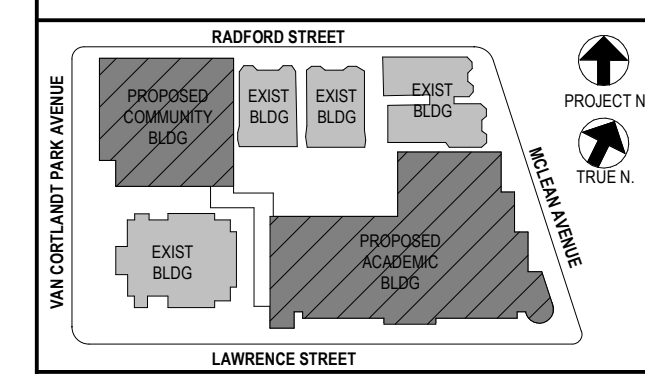 RADFORD STREET
VAN CORTLANDT PARK AVENUE
PROPOSED
COMMUNITY
BLDG
EXIST
BLDG
EXIST
BLDG
EXIST
BLDG
PROJECT N
TRUE N.
MCLEAN AVENUE
EXIST
BLDG
PROPOSED
ACADEMIC
BLDG
LAWRENCE STREET